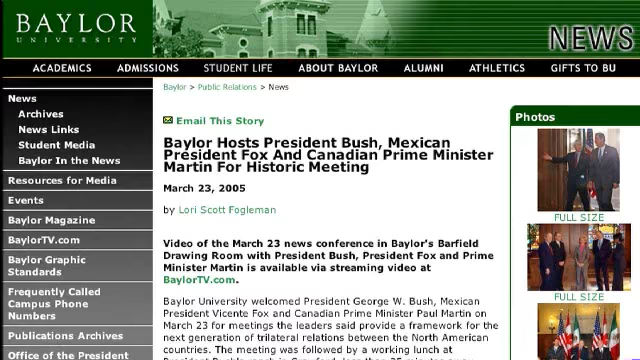 BAYLOR
UNIVERSITY
NEWS
ACADEMICS ADMISSIONS STUDENT LIFE ABOUT BAYLOR ALUMNI ATHLETICS GIFTS TO BU
News
Archives
News Links
Student Media
Baylor In the News
Resources for Media
Events
Baylor Magazine
BaylorTV.com
Baylor Graphic
Standards
Frequently Called
Campus Phone
Numbers
Publications Archives
Office of the President
Baylor > Public Relations > News
Email This Story
Baylor Hosts President Bush, Mexican
President Fox And Canadian Prime Minister
Martin For Historic Meeting
March 23, 2005
by Lori Scott Fogleman
Video of the March 23 news conference in Baylor's Barfield
Drawing Room with President Bush, President Fox and Prime
Minister Martin is available via streaming video at
BaylorTV.com.
Baylor University welcomed President George W. Bush, Mexican
President Vicente Fox and Canadian Prime Minister Paul Martin on
March 23 for meetings the leaders said provide a framework for the
next generation of trilateral relations between the North American
countries. The meeting was followed by a working lunch at
Photos
FULL SIZE
FULL SIZE